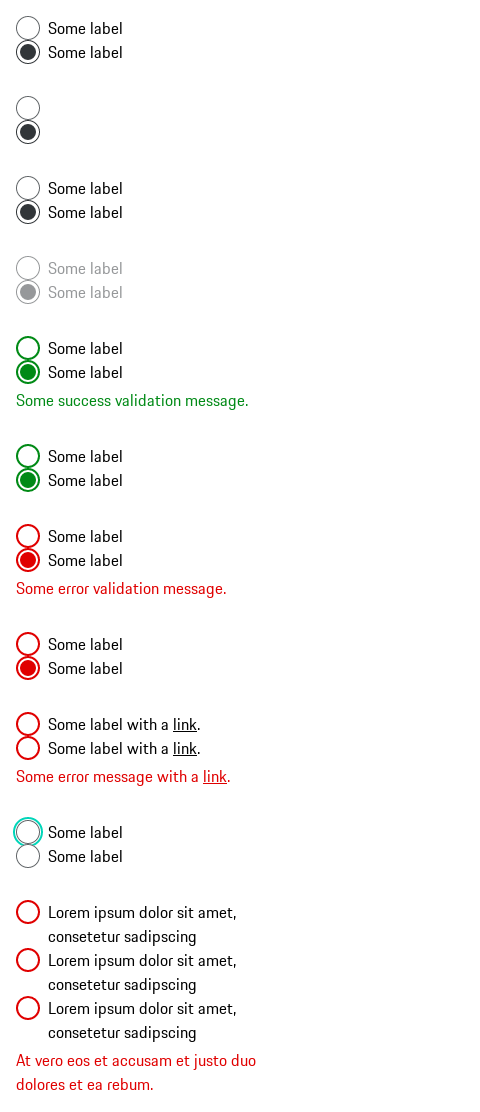 Some label
Some label
Some label
Some label
Some label
Some label
Some label
Some label
Some success validation message.
Some label
Some label
Some label
Some label
Some error validation message.
Some label
Some label
Some label with a link.
Some label with a link.
Some error message with a link.
Some label
Some label
Lorem ipsum dolor sit amet,
consetetur sadipscing
Lorem ipsum dolor sit amet,
consetetur sadipscing
Lorem ipsum dolor sit amet,
consetetur sadipscing
At vero eos et accusam et justo duo
dolores et ea rebum.